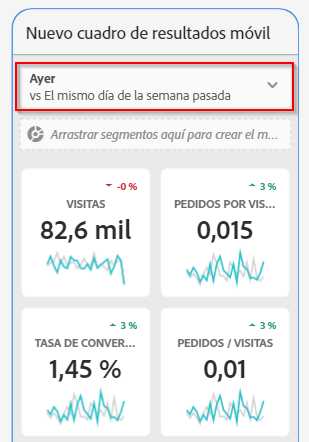 Nuevo cuadro de resultados móvil
Ayer
vs El mismo día de la semana pasada
Arrastrar segmentos aquí para crear el m...
-0 %
VISITAS
82,6 mil
3 %
PEDIDOS POR VIS...
0,015
3 %
TASA DE CONVER...
1,45 %
3 %
PEDIDOS / VISITAS
0,01